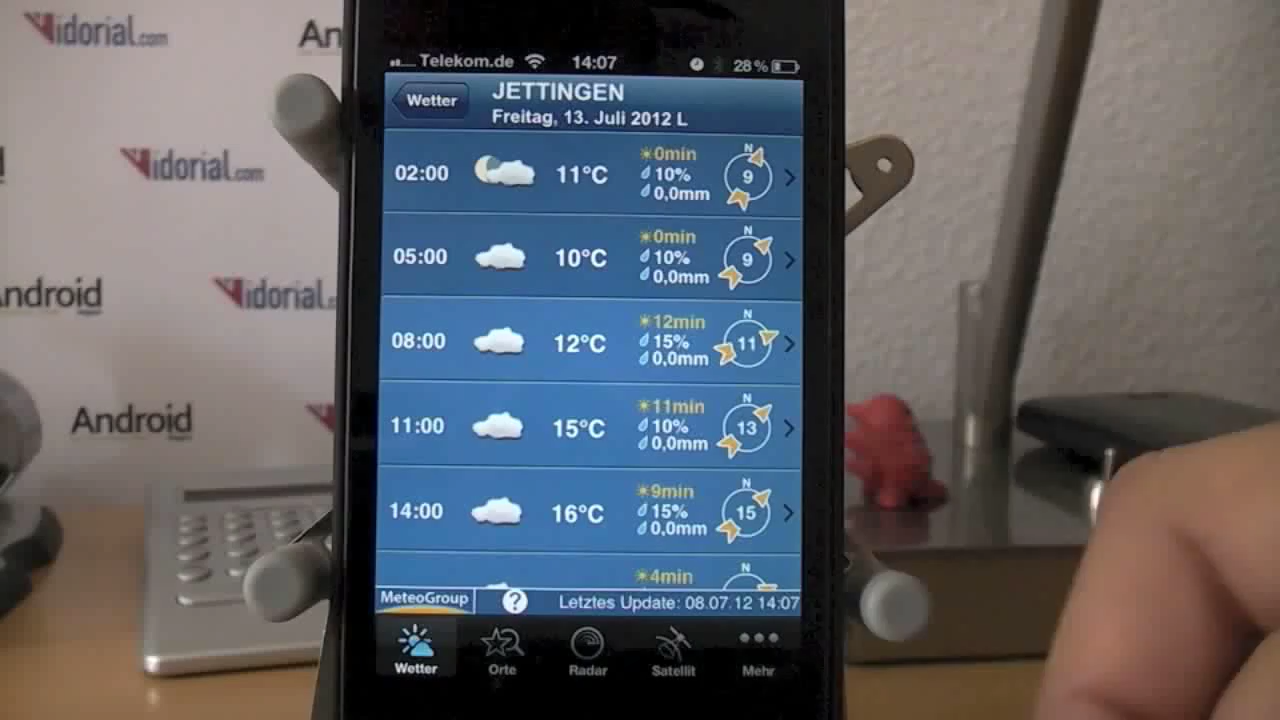 Vidorial.com
An
Vidorial.com
Android
Vidorial.
Android
Telekom.de 14:07 28 %
Wetter
JETTINGEN
Freitag, 13. Juli 2012 L
02:00 11°C 0min 10% 0,0mm N 9
05:00 10°C 0min 10% 0,0mm N 9
08:00 12°C 12min 15% 0,0mm N 11
11:00 15°C 11min 10% 0,0mm N 13
14:00 16°C 9min 15% 0,0mm N 15
4min N
MeteoGroup ? Letztes Update: 08.07.12 14:07
Wetter Orte Radar Satellit Mehr